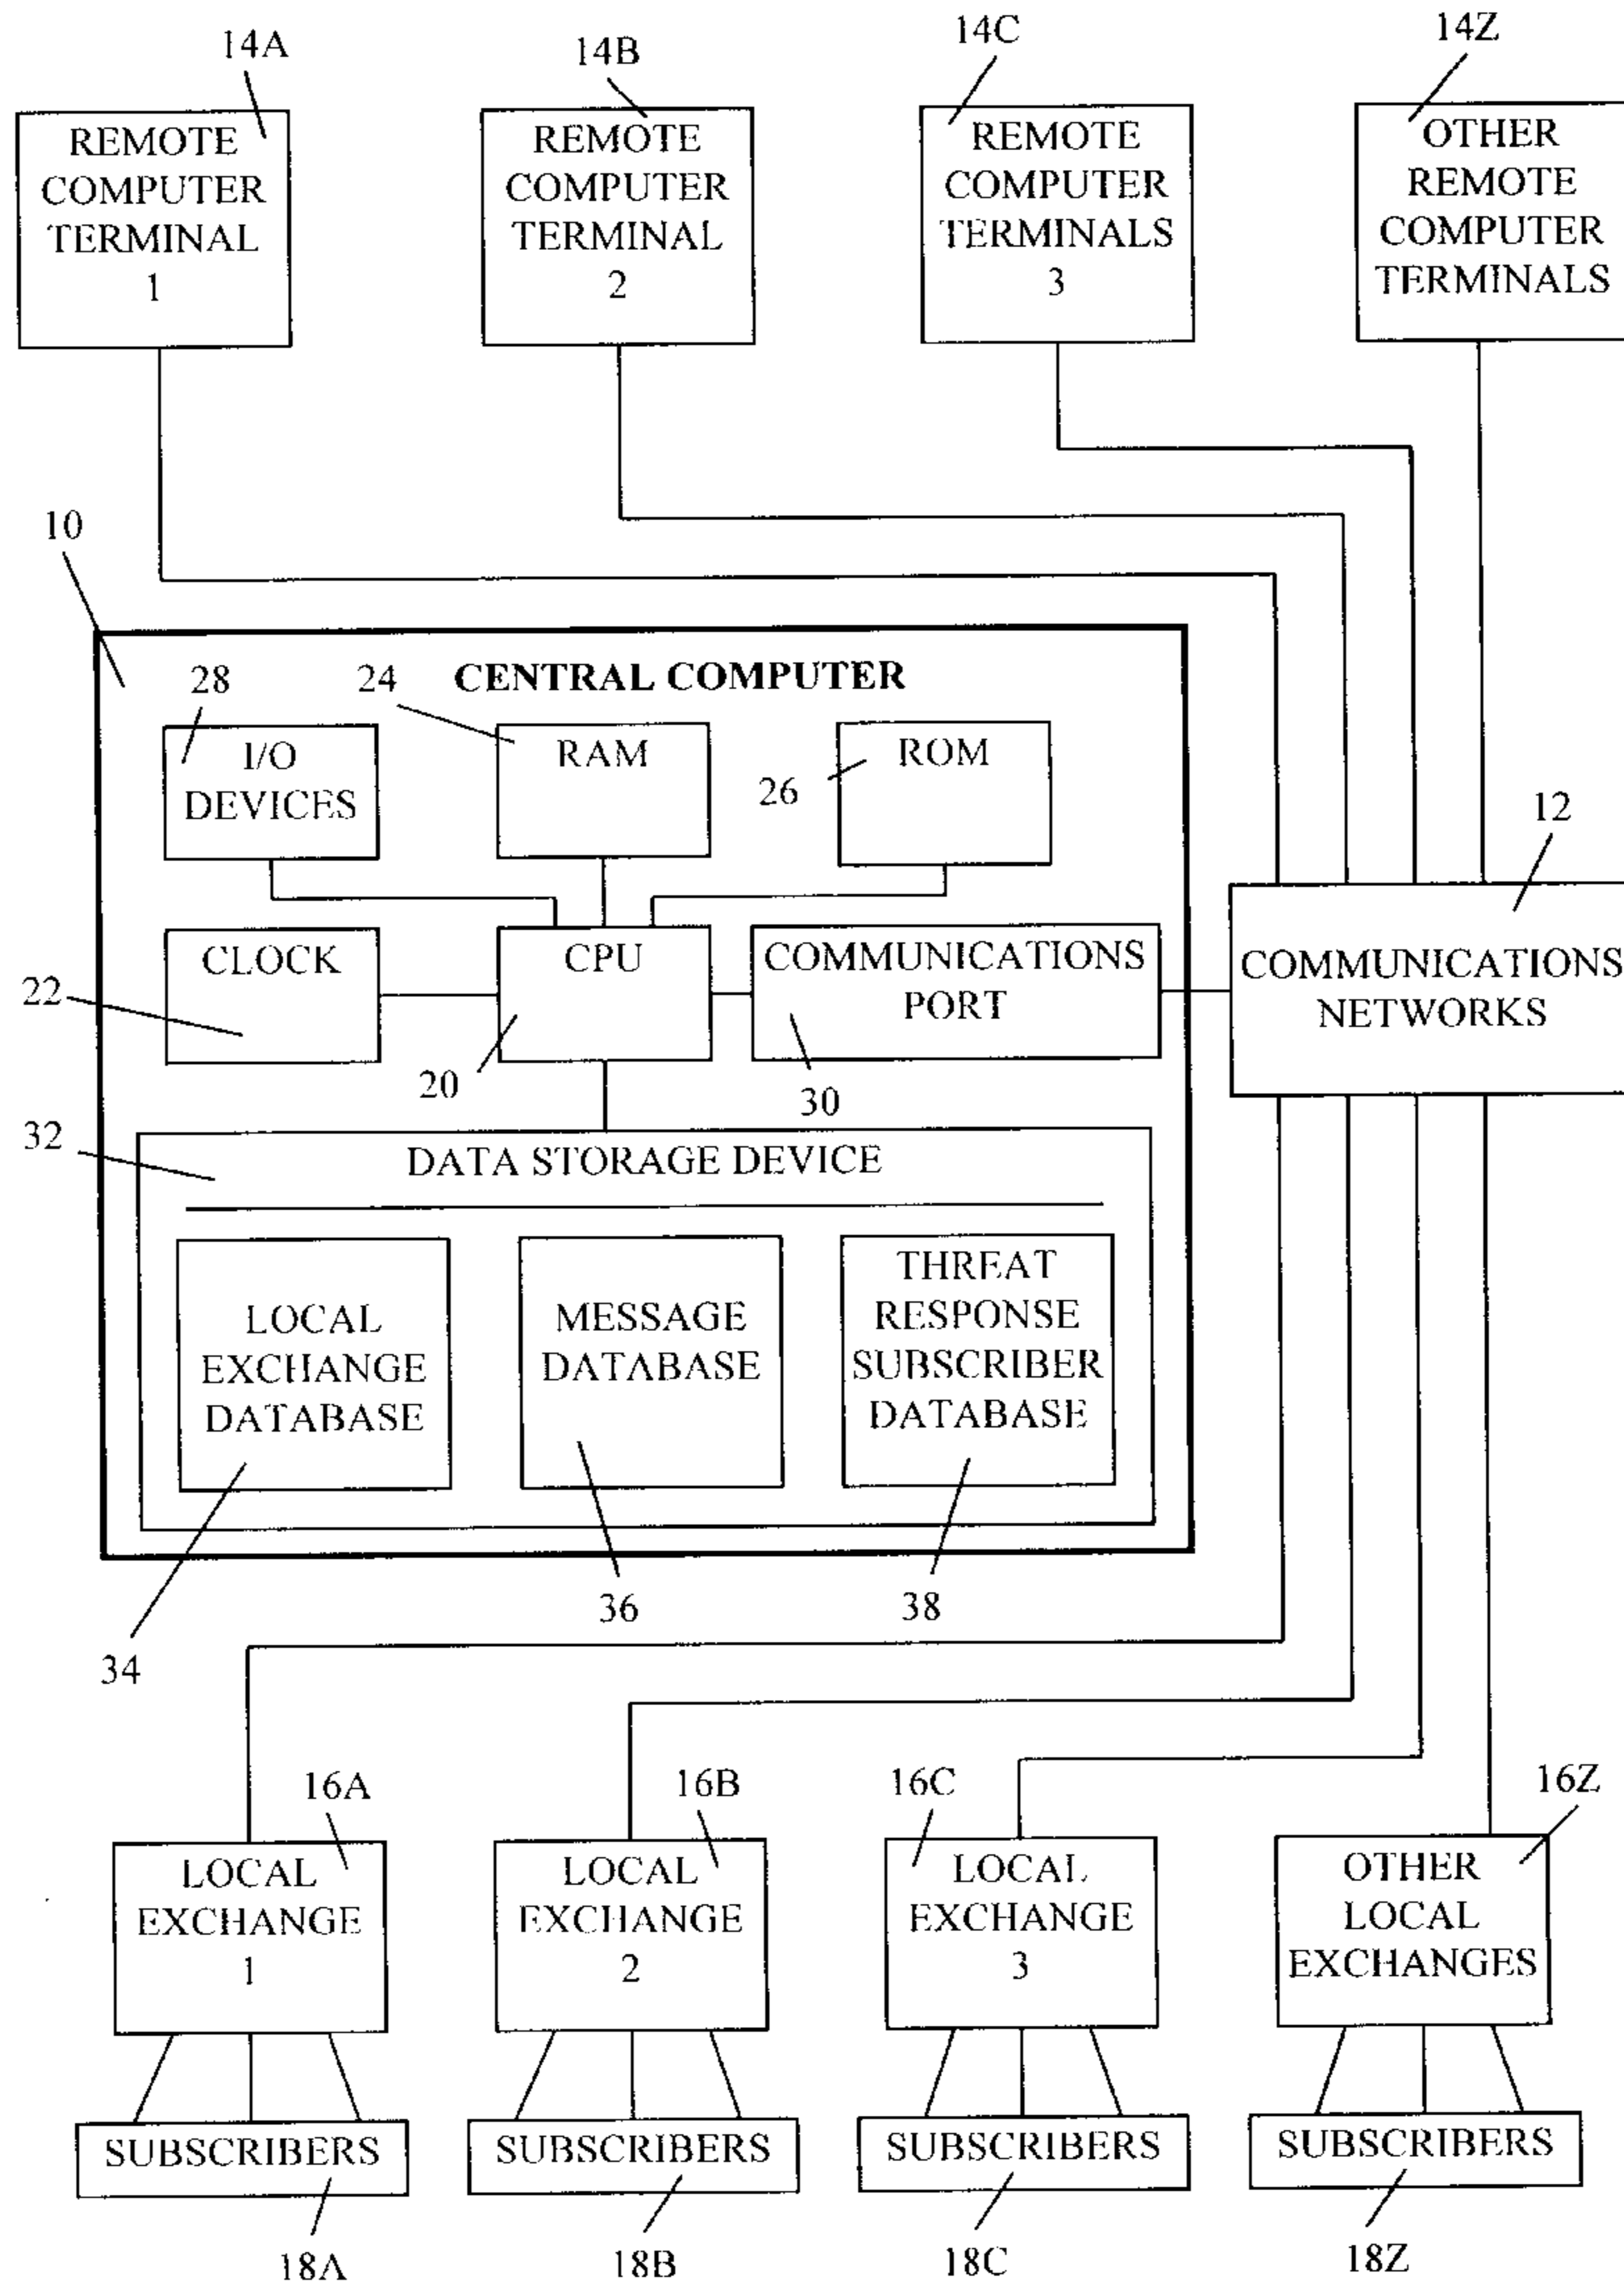 14A
14B
14C
14Z
REMOTE
COMPUTER
TERMINAL
1
REMOTE
COMPUTER
TERMINAL
2
REMOTE
COMPUTER
TERMINALS
3
OTHER
REMOTE
COMPUTER
TERMINALS
10
CENTRAL COMPUTER
28
24
I/O
DEVICES
RAM
26
ROM
12
22
CLOCK
CPU
COMMUNICATIONS
PORT
COMMUNICATIONS
NETWORKS
20
30
32
DATA STORAGE DEVICE
LOCAL
EXCHANGE
DATABASE
MESSAGE
DATABASE
THREAT
RESPONSE
SUBSCRIBER
DATABASE
34
36
38
16A
16B
16C
16Z
LOCAL
EXCHANGE
1
LOCAL
EXCHANGE
2
LOCAL
EXCHANGE
3
OTHER
LOCAL
EXCHANGES
SUBSCRIBERS
SUBSCRIBERS
SUBSCRIBERS
SUBSCRIBERS
18A
18B
18C
18Z